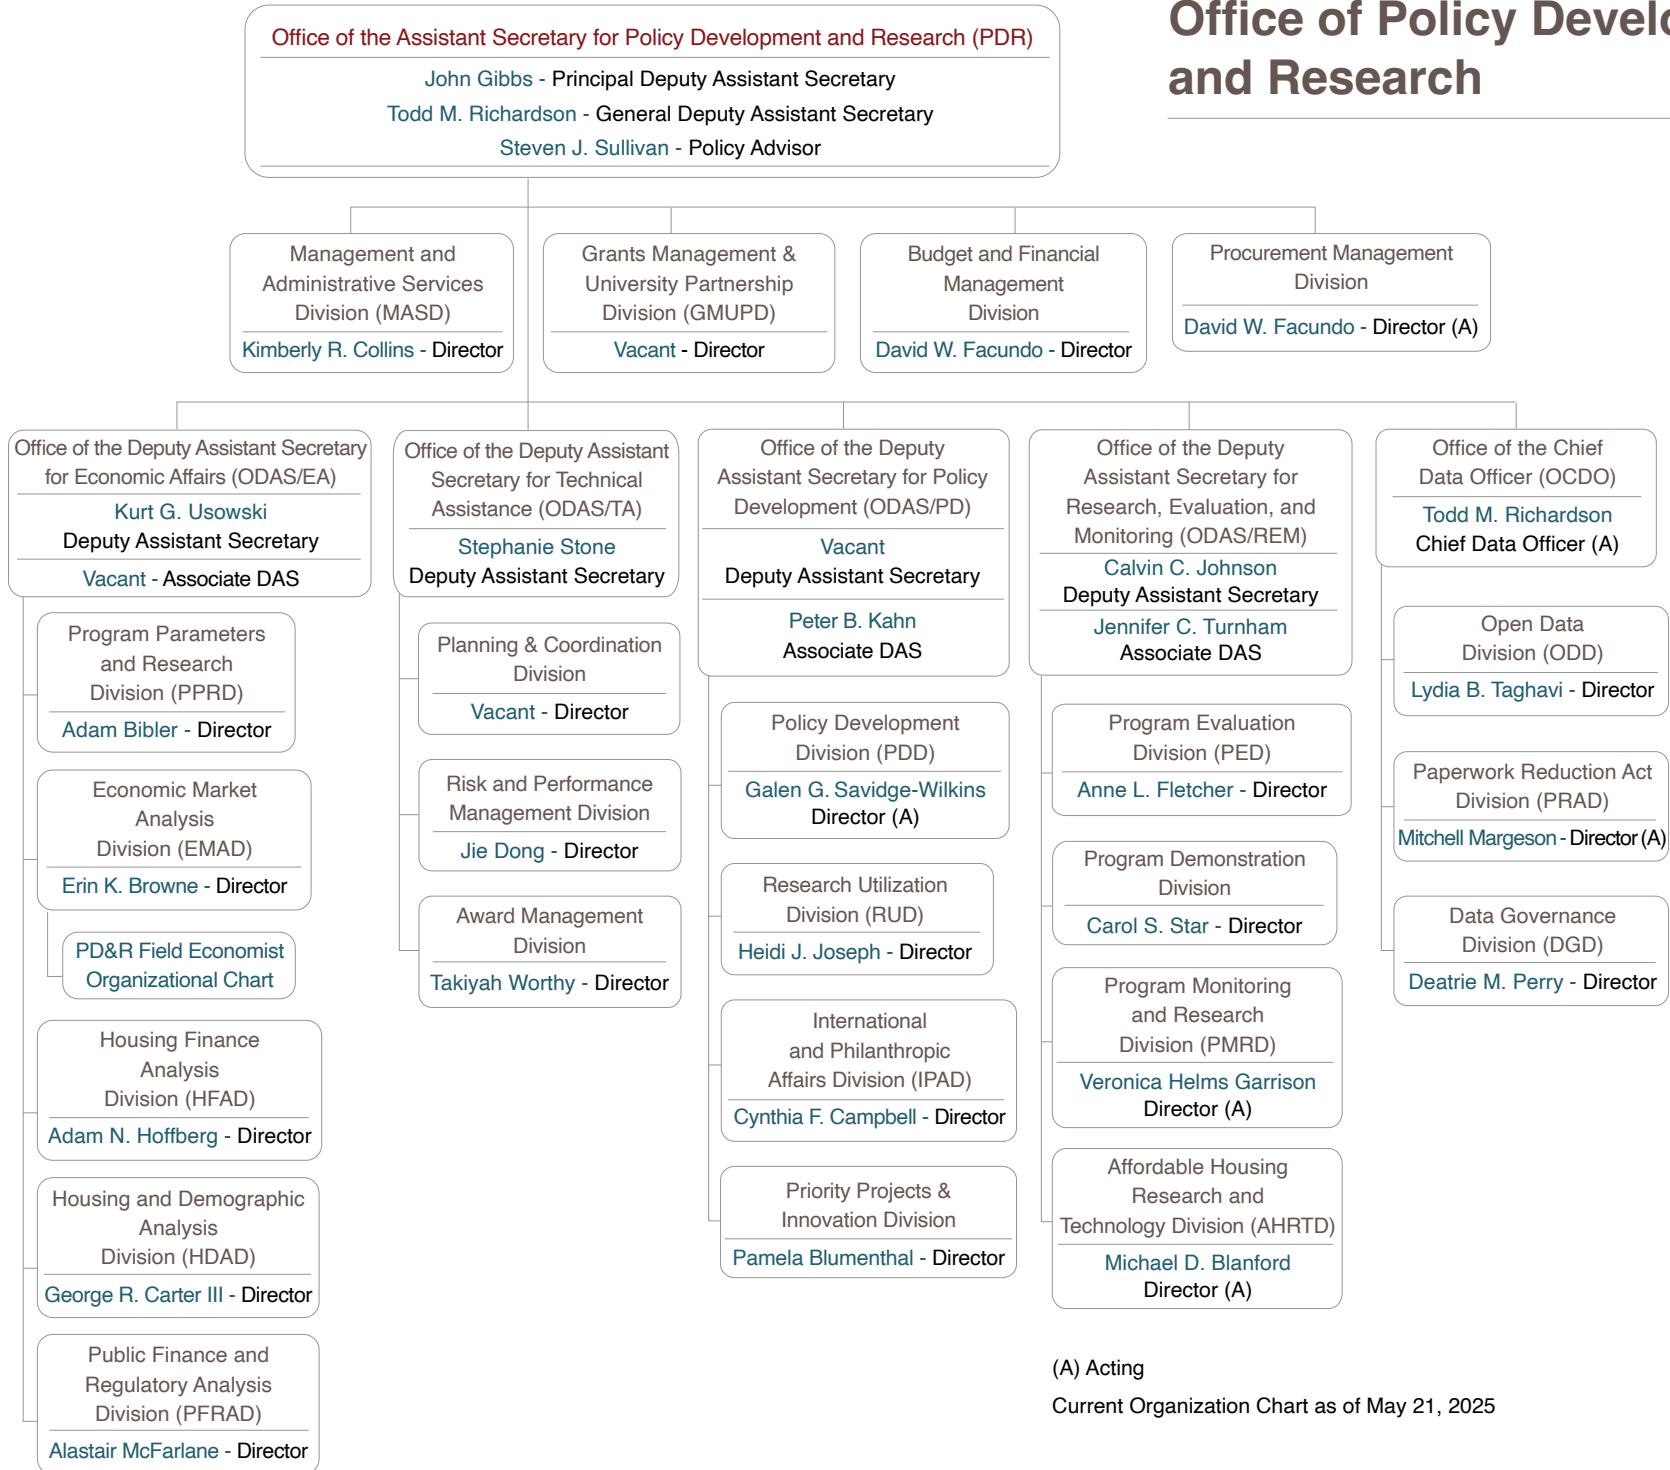 Office of Policy Develo
and Research
Office of the Assistant Secretary for Policy Development and Research (PDR)
John Gibbs - Principal Deputy Assistant Secretary
Todd M. Richardson - General Deputy Assistant Secretary
Steven J. Sullivan - Policy Advisor
Management and
Administrative Services
Division (MASD)
Kimberly R. Collins - Director
Grants Management &
University Partnership
Division (GMUPD)
Vacant - Director
Budget and Financial
Management
Division
David W. Facundo - Director
Procurement Management
Division
David W. Facundo - Director (A)
Office of the Deputy Assistant Secretary
for Economic Affairs (ODAS/EA)
Kurt G. Usowski
Deputy Assistant Secretary
Vacant - Associate DAS
Program Parameters
and Research
Division (PPRD)
Adam Bibler - Director
Economic Market
Analysis
Division (EMAD)
Erin K. Browne - Director
PD&R Field Economist
Organizational Chart
Housing Finance
Analysis
Division (HFAD)
Adam N. Hoffberg - Director
Housing and Demographic
Analysis
Division (HDAD)
George R. Carter III - Director
Public Finance and
Regulatory Analysis
Division (PFRAD)
Alastair McFarlane - Director
Office of the Deputy Assistant
Secretary for Technical
Assistance (ODAS/TA)
Stephanie Stone
Deputy Assistant Secretary
Planning & Coordination
Division
Vacant - Director
Risk and Performance
Management Division
Jie Dong - Director
Award Management
Division
Takiyah Worthy - Director
Office of the Deputy
Assistant Secretary for Policy
Development (ODAS/PD)
Vacant
Deputy Assistant Secretary
Peter B. Kahn
Associate DAS
Policy Development
Division (PDD)
Galen G. Savidge-Wilkins
Director (A)
Research Utilization
Division (RUD)
Heidi J. Joseph - Director
International
and Philanthropic
Affairs Division (IPAD)
Cynthia F. Campbell - Director
Priority Projects &
Innovation Division
Pamela Blumenthal - Director
Office of the Deputy
Assistant Secretary for
Research, Evaluation, and
Monitoring (ODAS/REM)
Calvin C. Johnson
Deputy Assistant Secretary
Jennifer C. Turnham
Associate DAS
Program Evaluation
Division (PED)
Anne L. Fletcher - Director
Program Demonstration
Division
Carol S. Star - Director
Program Monitoring
and Research
Division (PMRD)
Veronica Helms Garrison
Director (A)
Affordable Housing
Research and
Technology Division (AHRTD)
Michael D. Blanford
Director (A)
Office of the Chief
Data Officer (OCDO)
Todd M. Richardson
Chief Data Officer (A)
Open Data
Division (ODD)
Lydia B. Taghavi - Director
Paperwork Reduction Act
Division (PRAD)
Mitchell Margeson - Director (A)
Data Governance
Division (DGD)
Deatrie M. Perry - Director
(A) Acting
Current Organization Chart as of May 21, 2025